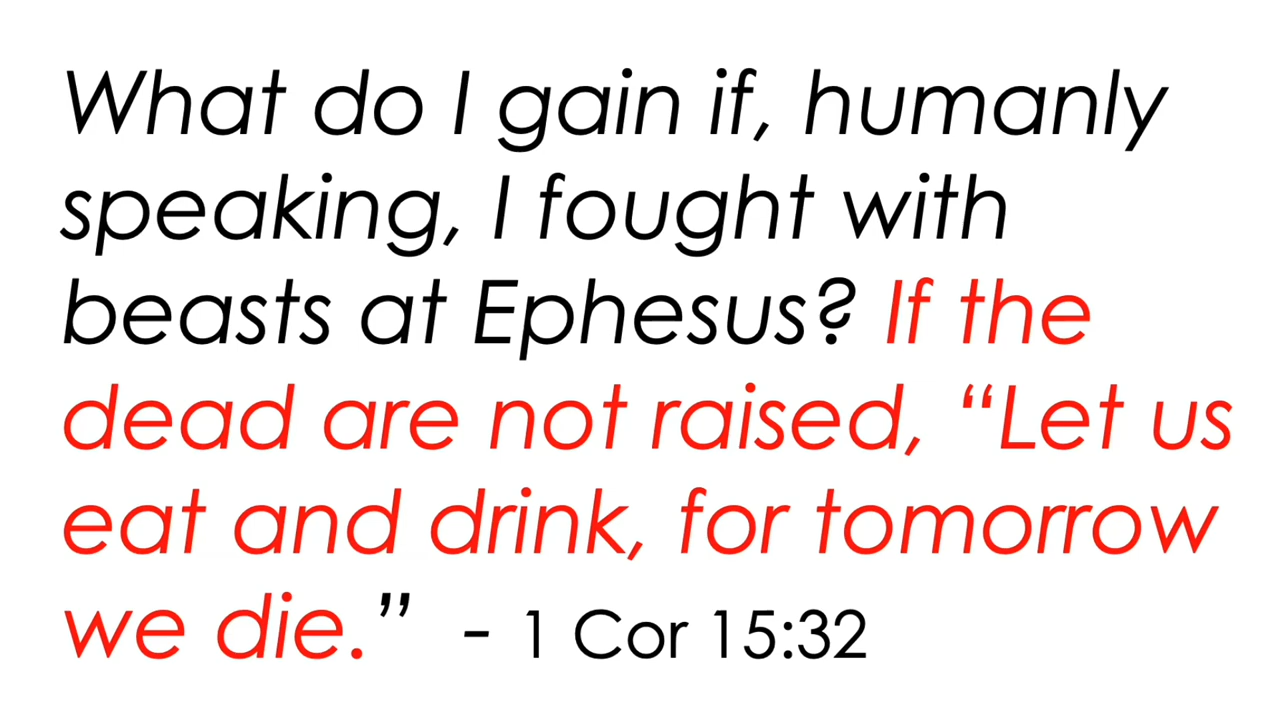 What do I gain if, humanly
speaking, I fought with
beasts at Ephesus? If the
dead are not raised, “Let us
eat and drink, for tomorrow
we die.” - 1 Cor 15:32